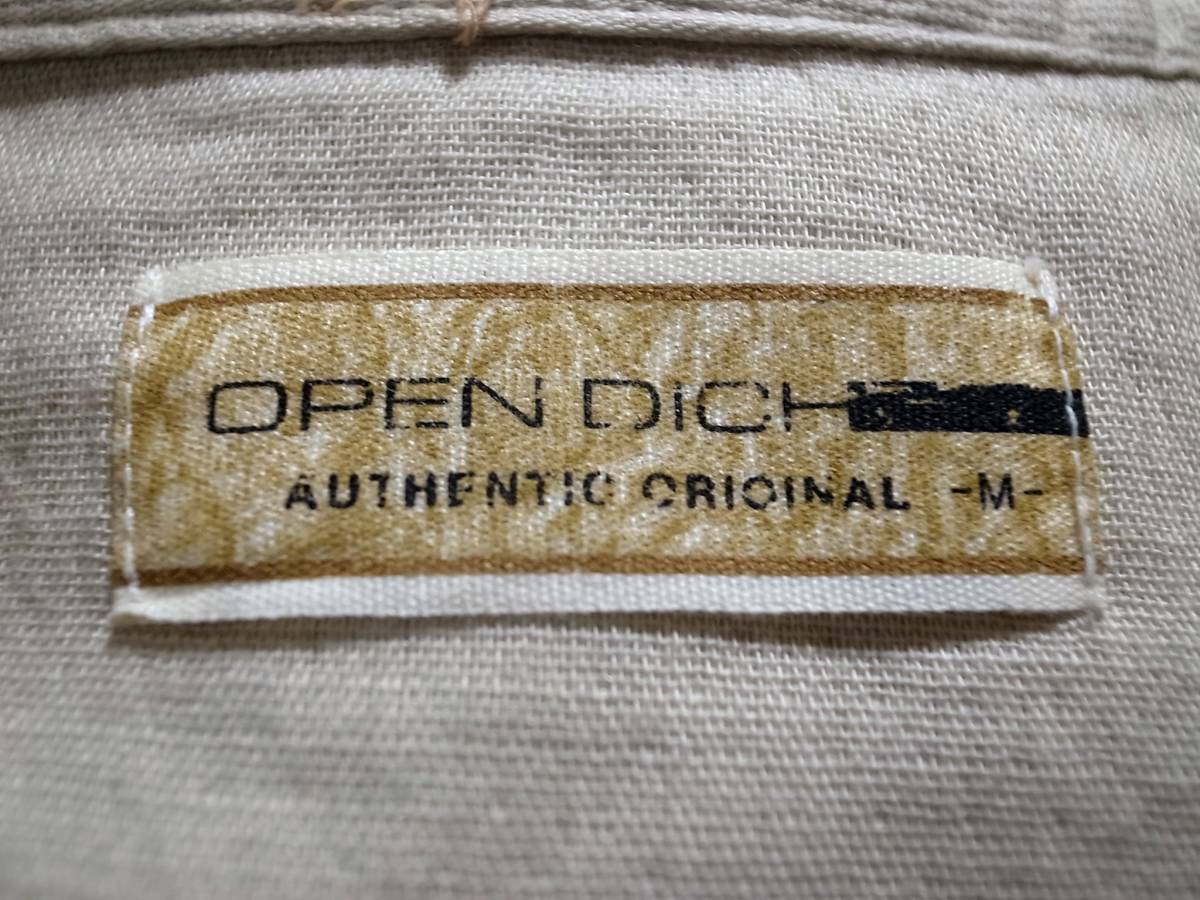 OPEN DiCH
AUTHENTIC ORIGINAL -M-